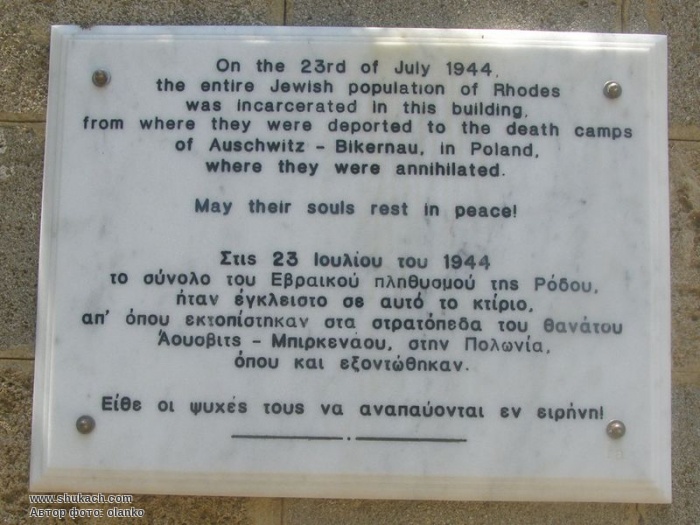 On the 23rd of July 1944,
the entire Jewish population of Rhodes
was incarcerated in this building,
from where they were deported to the death camps
of Auschwitz - Bikernau, in Poland,
where they were annihilated.
May their souls rest in peace!
Στις 23 Ιουλίου του 1944
το σύνολο του Εβραικού πληθυσμού της Ρόδου,
ήταν έγκλειστο σε αυτό το κτίριο,
απ' όπου εκτοπίστηκαν στα στρατόπεδα του θανάτου
Άουσβιτς - Μπιρκενάου, στην Πολωνία,
όπου και εξοντώθηκαν.
Είθε οι ψυχές τους να αναπαύονται εν ειρήνη!
www.shukach.com
Автор фото: olanko